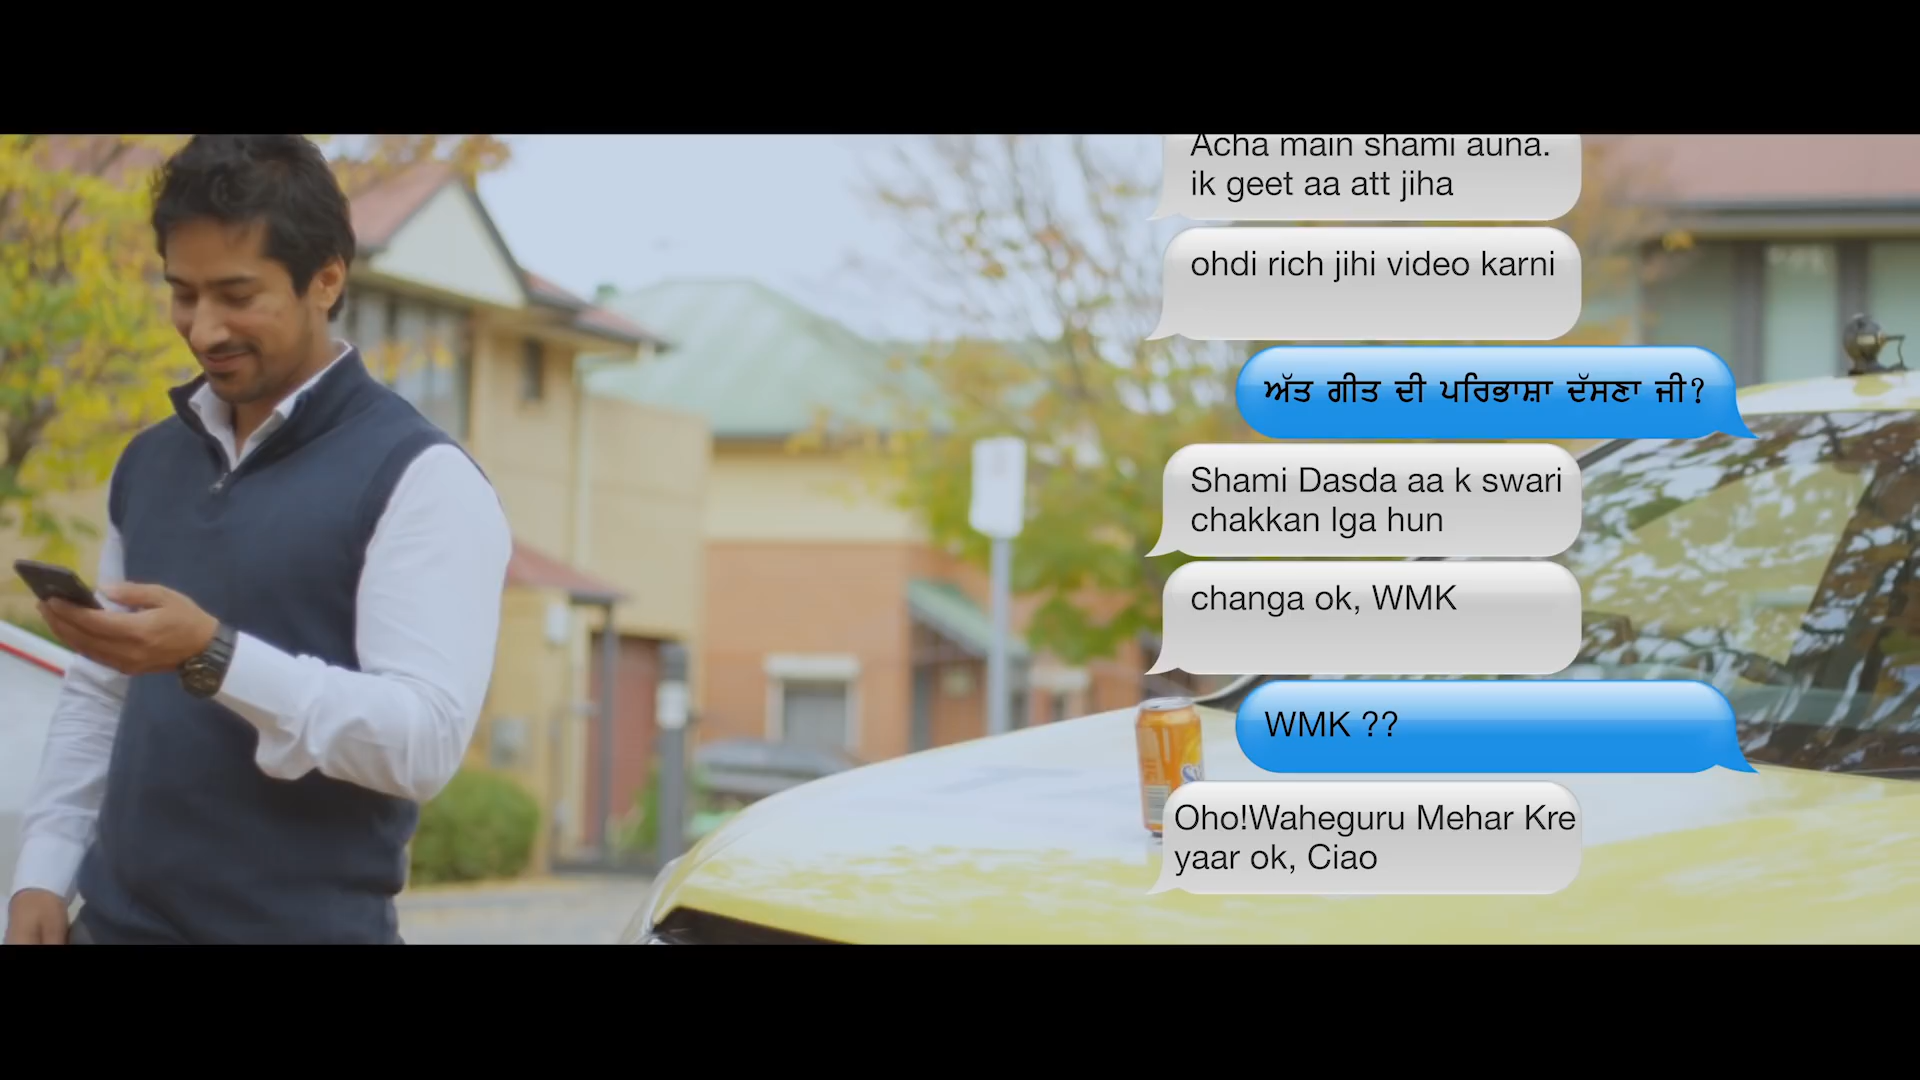 Acha main shami auna.
ik geet aa att jiha
ohdi rich jihi video karni
ਅੱਤ ਗੀਤ ਦੀ ਪਰਿਭਾਸ਼ਾ ਦੱਸਣਾ ਜੀ?
Shami Dasda aa k swari
chakkan lga hun
changa ok, WMK
WMK ??
Oho!Waheguru Mehar Kre
yaar ok, Ciao